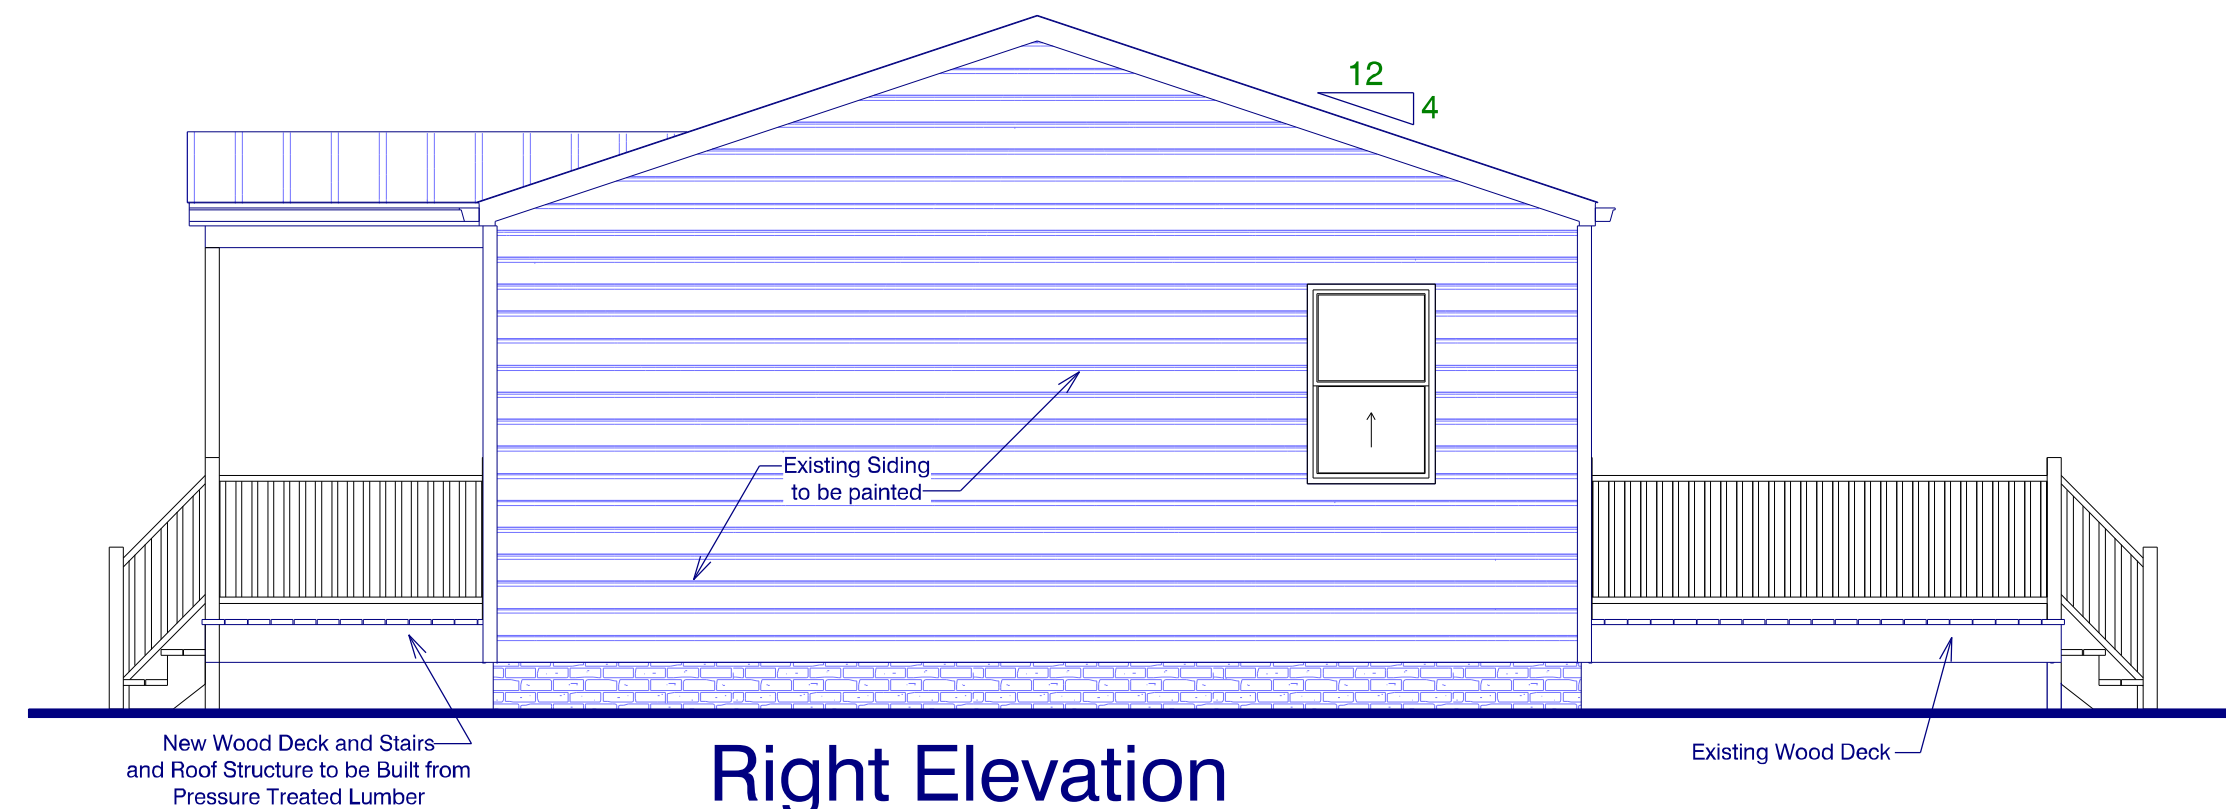 12
4
Existing Siding
to be painted
New Wood Deck and Stairs
and Roof Structure to be Built from
Pressure Treated Lumber
Right Elevation
Existing Wood Deck